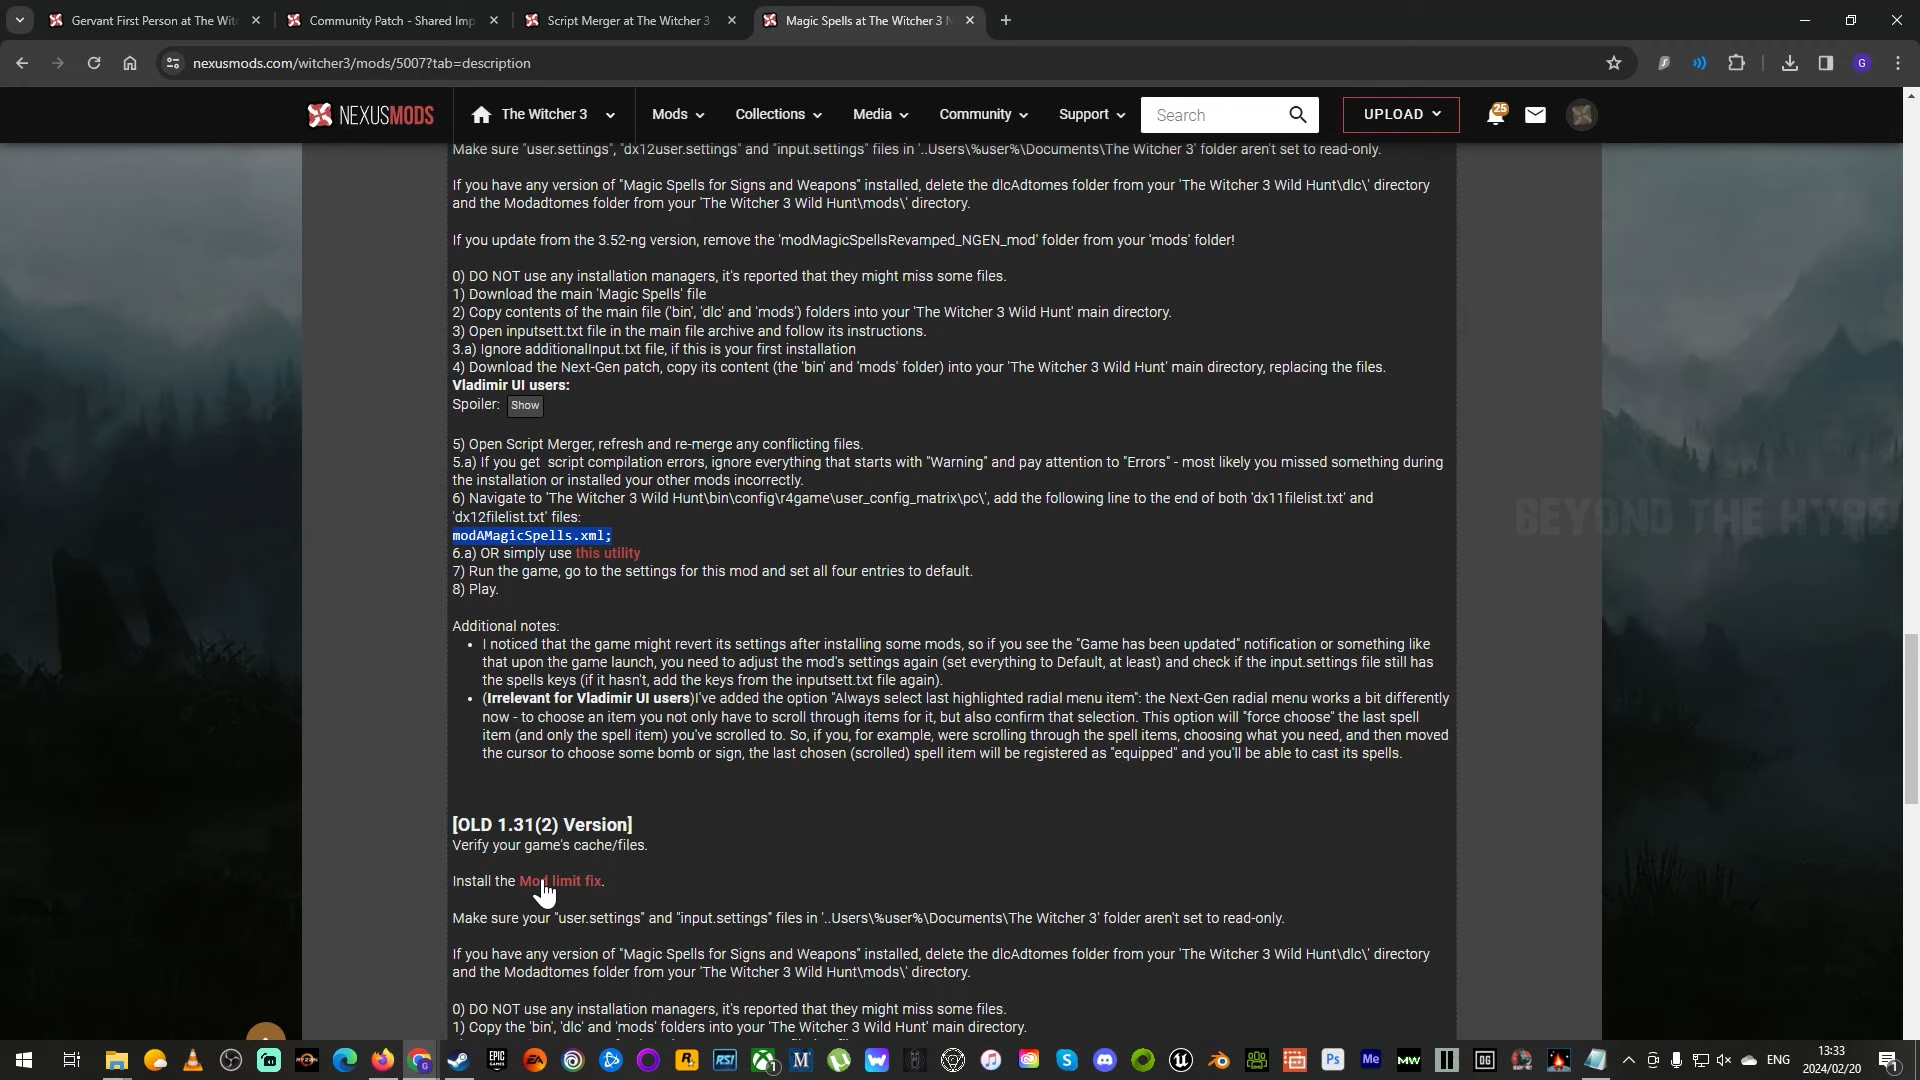 Gervant First Person at The Wit
Community Patch - Shared Imp
Script Merger at The Witcher 3
Magic Spells at The Witcher 3 N
nexusmods.com/witcher3/mods/5007?tab=description
G
NEXUSMODS
The Witcher 3
Mods
Collections
Media
Community
Support
Search
UPLOAD
25
Make sure "user.settings", "dx12user.settings" and "input.settings" files in '..Users\%user%\Documents\The Witcher 3' folder aren't set to read-only.
If you have any version of "Magic Spells for Signs and Weapons" installed, delete the dlcAdtomes folder from your 'The Witcher 3 Wild Hunt\dlc\' directory
and the Modadtomes folder from your 'The Witcher 3 Wild Hunt\mods\' directory.
If you update from the 3.52-ng version, remove the 'modMagicSpellsRevamped_NGEN_mod' folder from your 'mods' folder!
0) DO NOT use any installation managers, it's reported that they might miss some files.
1) Download the main 'Magic Spells' file
2) Copy contents of the main file ('bin', 'dlc' and 'mods') folders into your 'The Witcher 3 Wild Hunt' main directory.
3) Open inputsett.txt file in the main file archive and follow its instructions.
3.a) Ignore additionalInput.txt file, if this is your first installation
4) Download the Next-Gen patch, copy its content (the 'bin' and 'mods' folder) into your 'The Witcher 3 Wild Hunt' main directory, replacing the files.
Vladimir UI users:
Spoiler: Show
5) Open Script Merger, refresh and re-merge any conflicting files.
5.a) If you get script compilation errors, ignore everything that starts with "Warning" and pay attention to "Errors" - most likely you missed something during
the installation or installed your other mods incorrectly.
6) Navigate to 'The Witcher 3 Wild Hunt\bin\config\r4game\user_config_matrix\pc\', add the following line to the end of both 'dx11filelist.txt' and
'dx12filelist.txt' files:
modAMagicSpells.xml;
6.a) OR simply use this utility
7) Run the game, go to the settings for this mod and set all four entries to default.
8) Play.
BEYOND THE HYPE
Additional notes:
• I noticed that the game might revert its settings after installing some mods, so if you see the "Game has been updated" notification or something like
that upon the game launch, you need to adjust the mod's settings again (set everything to Default, at least) and check if the input.settings file still has
the spells keys (if it hasn't, add the keys from the inputsett.txt file again).
• (Irrelevant for Vladimir UI users)I've added the option "Always select last highlighted radial menu item": the Next-Gen radial menu works a bit differently
now - to choose an item you not only have to scroll through items for it, but also confirm that selection. This option will "force choose" the last spell
item (and only the spell item) you've scrolled to. So, if you, for example, were scrolling through the spell items, choosing what you need, and then moved
the cursor to choose some bomb or sign, the last chosen (scrolled) spell item will be registered as "equipped" and you'll be able to cast its spells.
[OLD 1.31(2) Version]
Verify your game's cache/files.
Install the Mod limit fix.
Make sure your "user.settings" and "input.settings" files in '..Users\%user%\Documents\The Witcher 3' folder aren't set to read-only.
If you have any version of "Magic Spells for Signs and Weapons" installed, delete the dlcAdtomes folder from your 'The Witcher 3 Wild Hunt\dlc\' directory
and the Modadtomes folder from your 'The Witcher 3 Wild Hunt\mods\' directory.
0) DO NOT use any installation managers, it's reported that they might miss some files.
1) Copy the 'bin', 'dlc' and 'mods' folders into your 'The Witcher 3 Wild Hunt' main directory.
ENG
13:33
2024/02/20